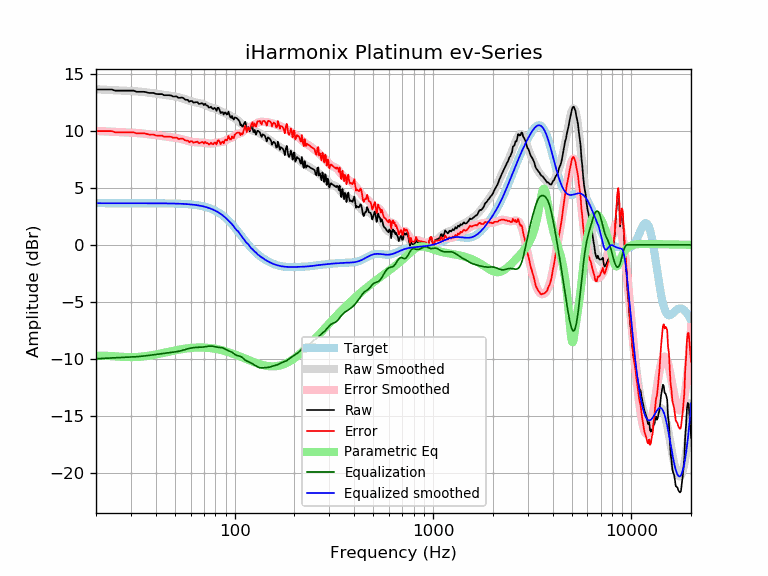 iHarmonix Platinum ev-Series
15
10
5
0
−5
−10
−15
−20
Amplitude (dBr)
Target
Raw Smoothed
Error Smoothed
Raw
Error
Parametric Eq
Equalization
Equalized smoothed
100
1000
10000
Frequency (Hz)